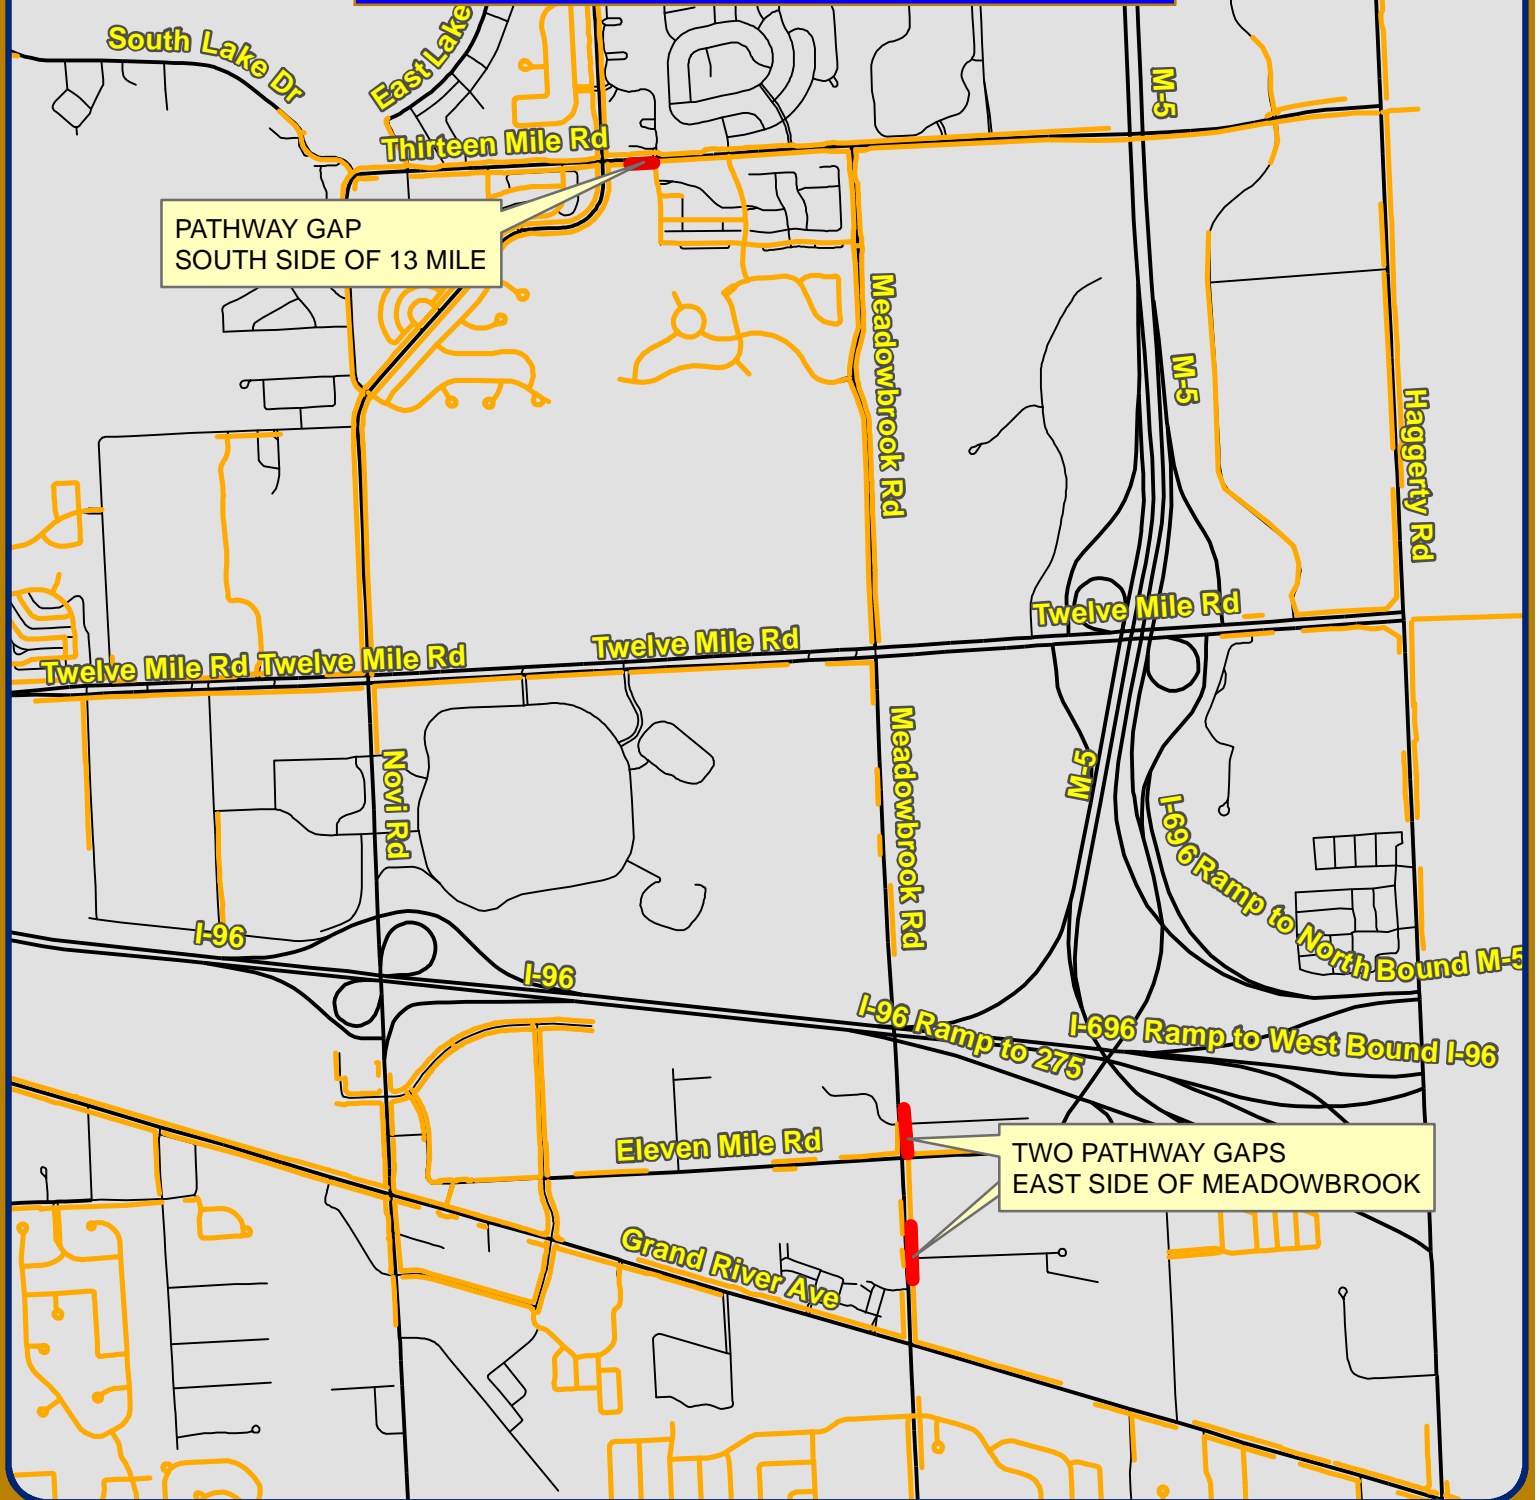 South Lake Dr
East Lake
M-5
Thirteen Mile Rd
PATHWAY GAP
SOUTH SIDE OF 13 MILE
Meadowbrook Rd
M-5
Haggerty Rd
Twelve Mile Rd
Twelve Mile Rd
Twelve Mile Rd
Twelve Mile Rd
Novi Rd
Meadowbrook Rd
M-5
I-696 Ramp to North Bound M-5
I-96
I-96
I-96 Ramp to 275
I-696 Ramp to West Bound I-96
Eleven Mile Rd
TWO PATHWAY GAPS
EAST SIDE OF MEADOWBROOK
Grand River Ave